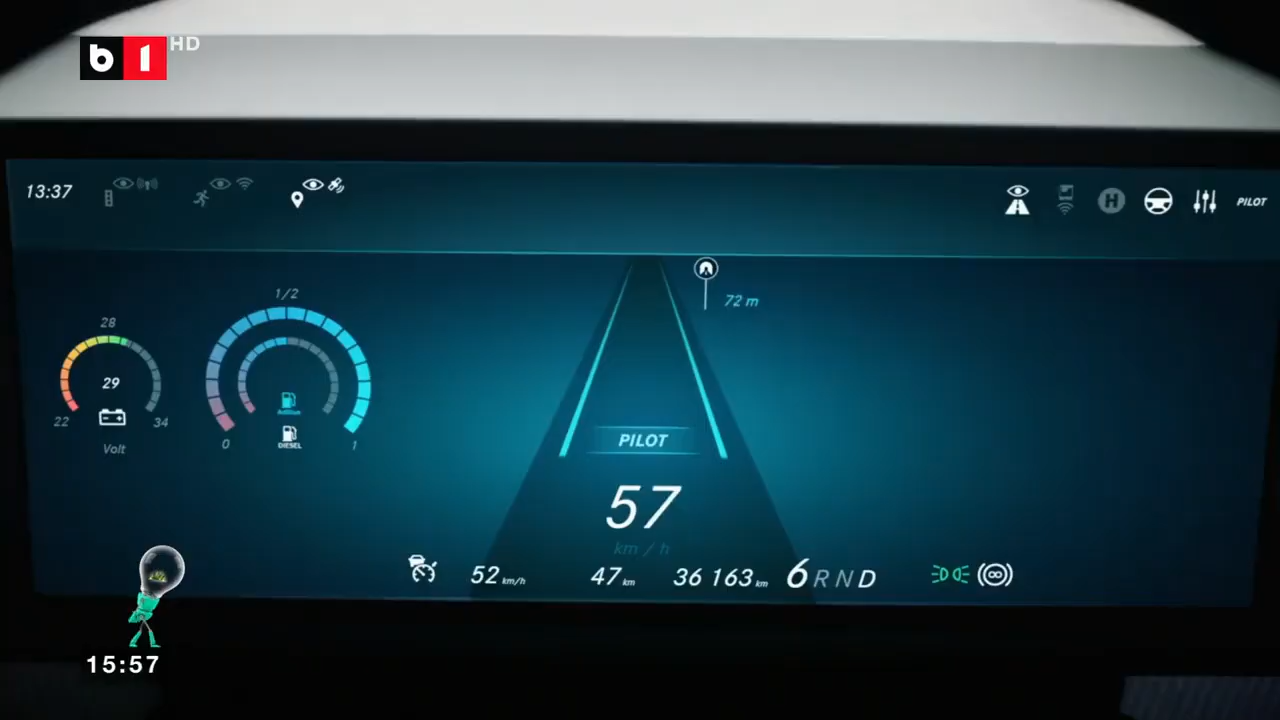 b1 HD
13:37
H
PILOT
72 m
28
29
22
34
Volt
1/2
DIESEL
0
1
PILOT
57
km / h
52 km/h
47 km
36 163 km
6 R N D
15:57